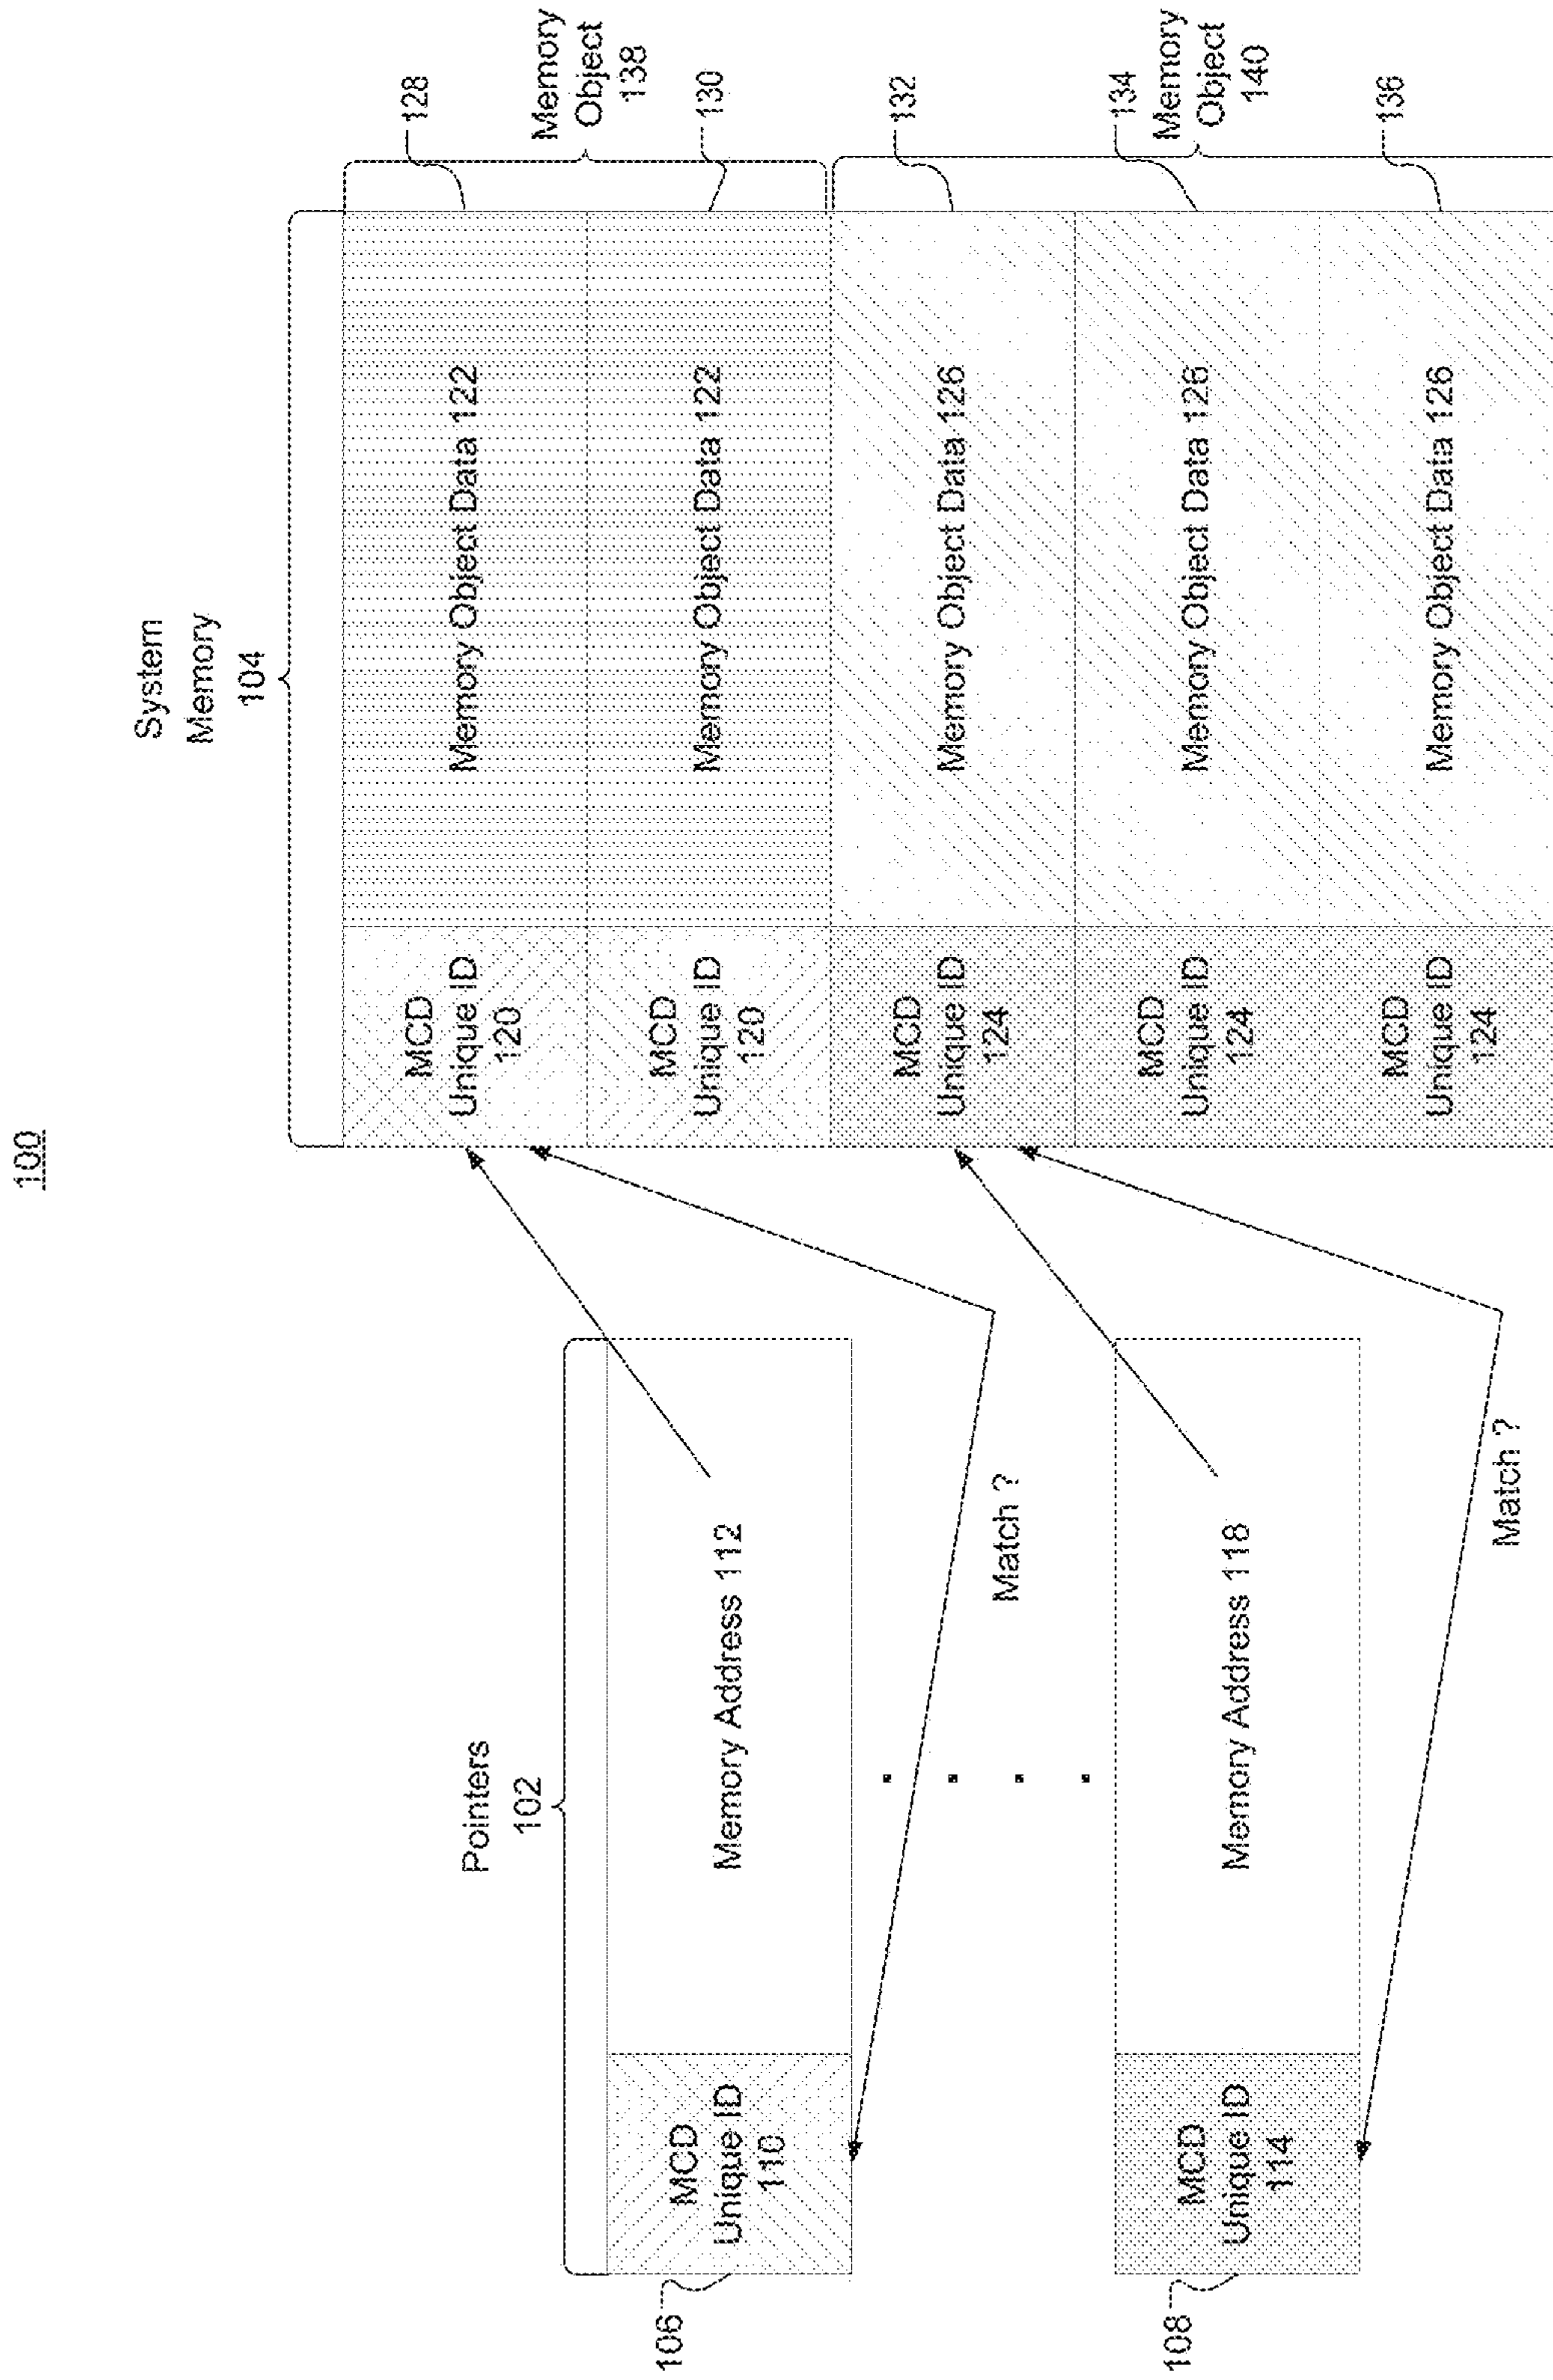 100
System
Memory
104
Pointers
102
106
MCD
Unique ID
110
Memory Address 112
Match ?
108
MCD
Unique ID
114
Memory Address 118
Match ?
MCD
Unique ID
120
Memory Object Data 122
128
MCD
Unique ID
120
Memory Object Data 122
130
Memory
Object
138
MCD
Unique ID
124
Memory Object Data 126
132
MCD
Unique ID
124
Memory Object Data 126
134
Memory
Object
140
MCD
Unique ID
124
Memory Object Data 126
136